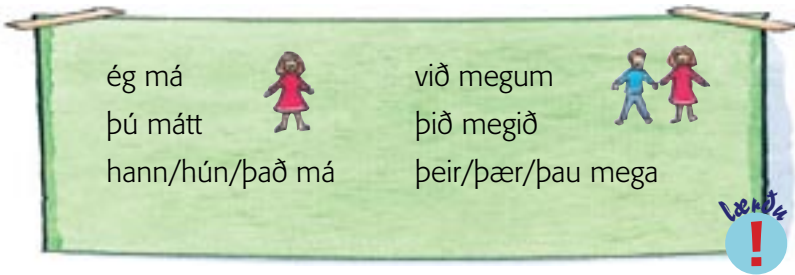 ég má
þú mátt
hann/hún/það má
við megum
þið megið
þeir/þær/þau mega
lærðu
!